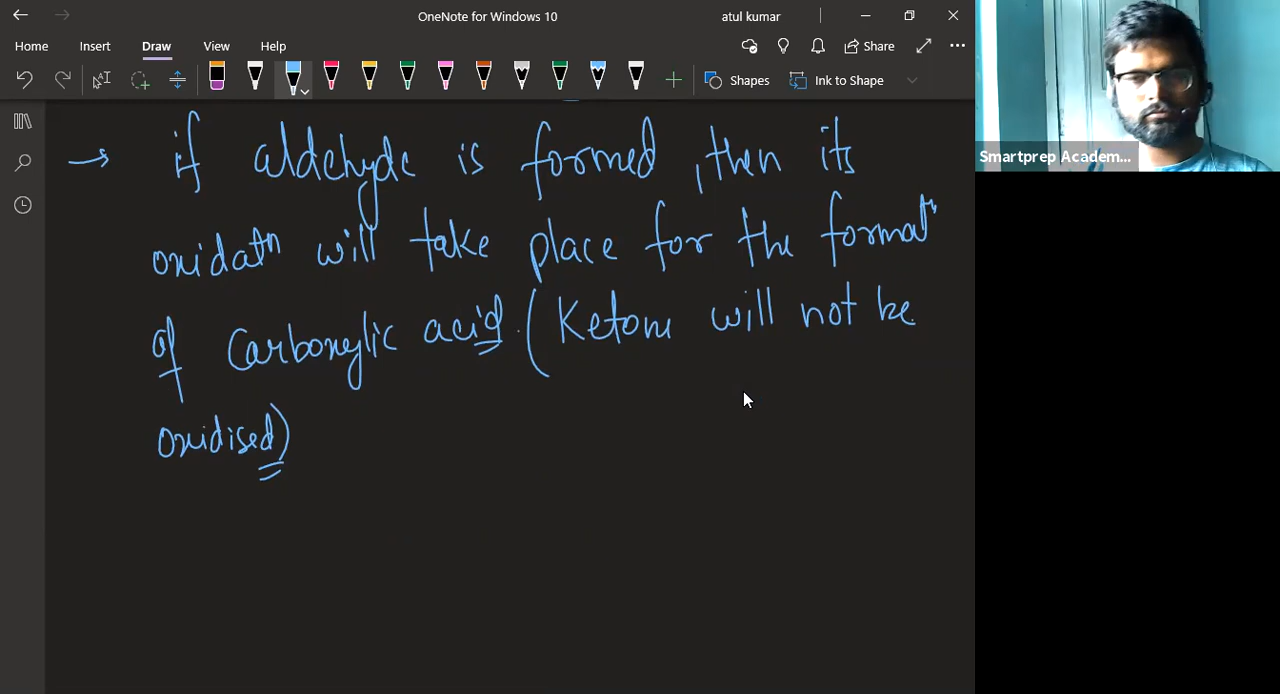 OneNote for Windows 10
atul kumar
Home Insert Draw View Help
Share
Shapes
Ink to Shape
Smartprep Academ...
→ if aldehyde is formed, then its
oxidatn will take place for the formatn
of Carboxylic acid. (Ketone will not be
oxidised)